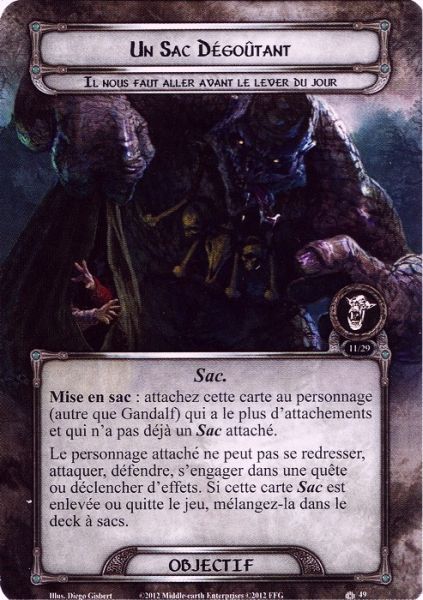 Un Sac Dégoûtant
Il nous faut aller avant le lever du jour
11/29
Sac.
Mise en sac : attachez cette carte au personnage
(autre que Gandalf) qui a le plus d'attachements
et qui n'a pas déjà un Sac attaché.
Le personnage attaché ne peut pas se redresser,
attaquer, défendre, s'engager dans une quête
ou déclencher d'effets. Si cette carte Sac est
enlevée ou quitte le jeu, mélangez-la dans le
deck à sacs.
OBJECTIF
Illus. Diego Gisbert ©2012 Middle-earth Enterprises ©2012 FFG 49